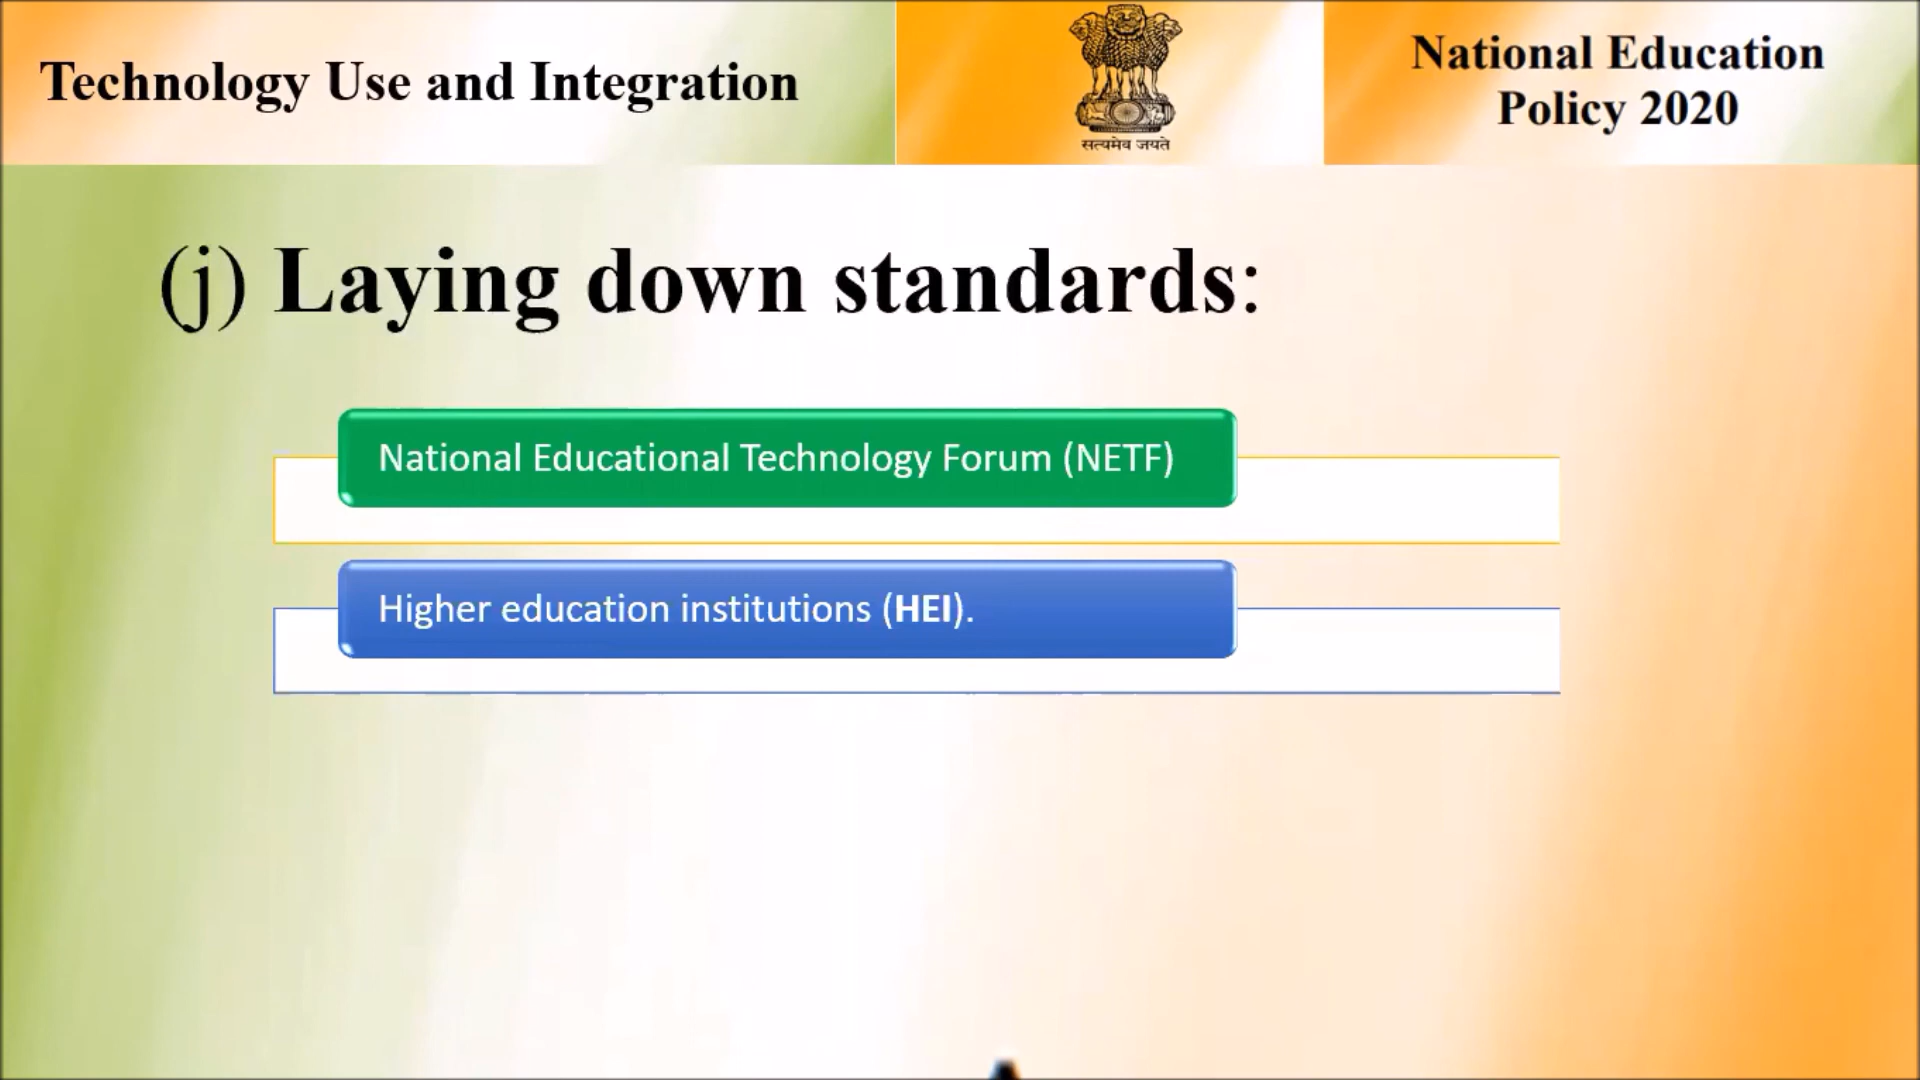 Technology Use and Integration
सत्यमेव जयते
National Education
Policy 2020
(j) Laying down standards:
National Educational Technology Forum (NETF)
Higher education institutions (HEI).